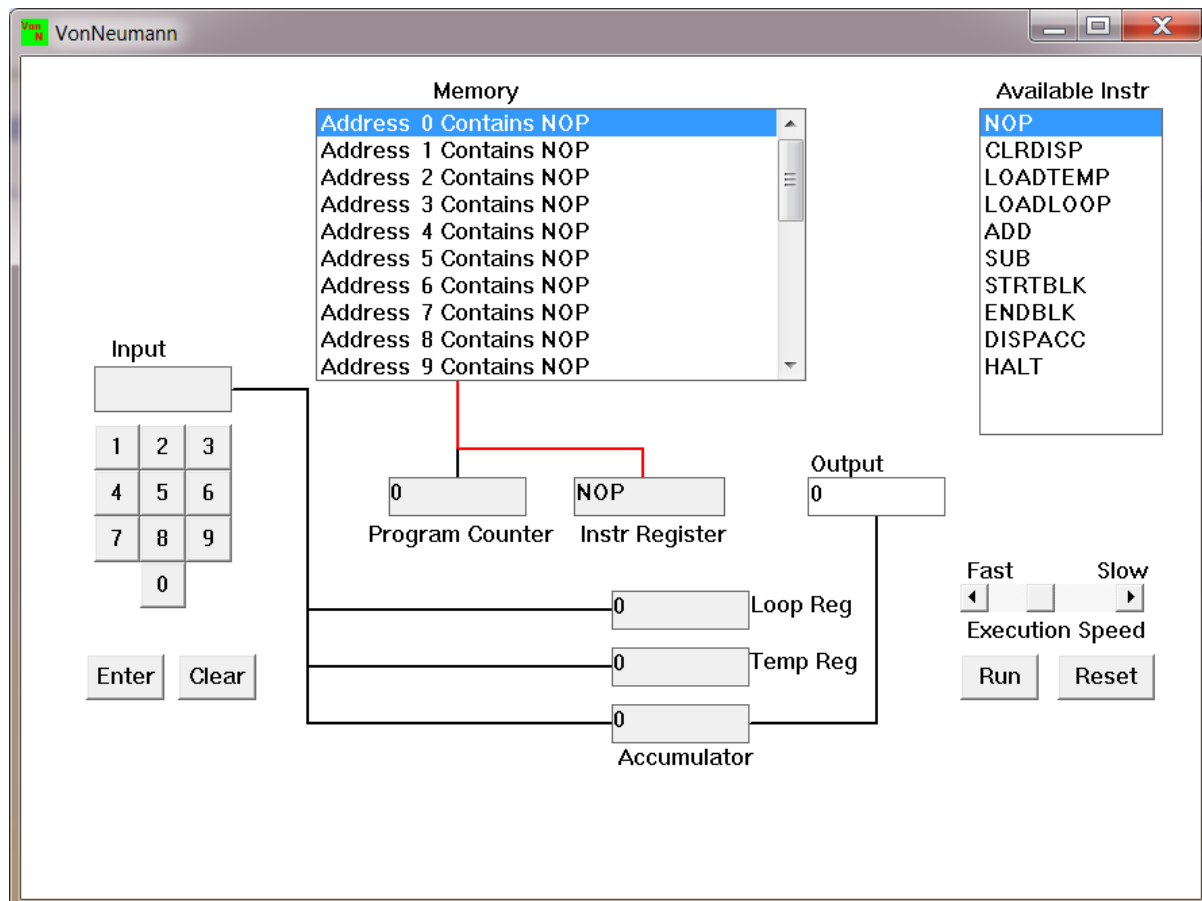 Von
N
VonNeumann
Memory
Address 0 Contains NOP
Address 1 Contains NOP
Address 2 Contains NOP
Address 3 Contains NOP
Address 4 Contains NOP
Address 5 Contains NOP
Address 6 Contains NOP
Address 7 Contains NOP
Address 8 Contains NOP
Address 9 Contains NOP
Available Instr
NOP
CLRDISP
LOADTEMP
LOADLOOP
ADD
SUB
STRTBLK
ENDBLK
DISPACC
HALT
Input
1 2 3
4 5 6
7 8 9
0
Enter Clear
0
Program Counter
NOP
Instr Register
Output
0
0 Loop Reg
0 Temp Reg
0
Accumulator
Fast Slow
Execution Speed
Run Reset